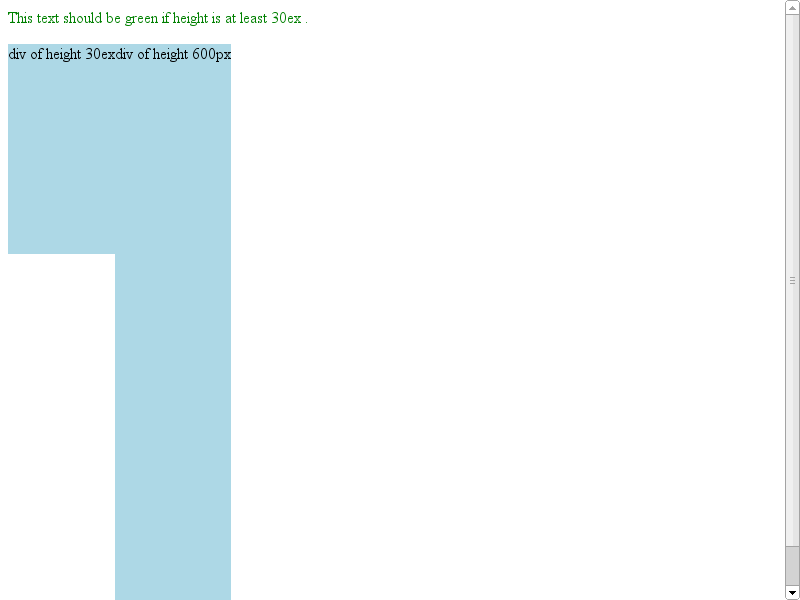 This text should be green if height is at least 30ex .
div of height 30exdiv of height 600px